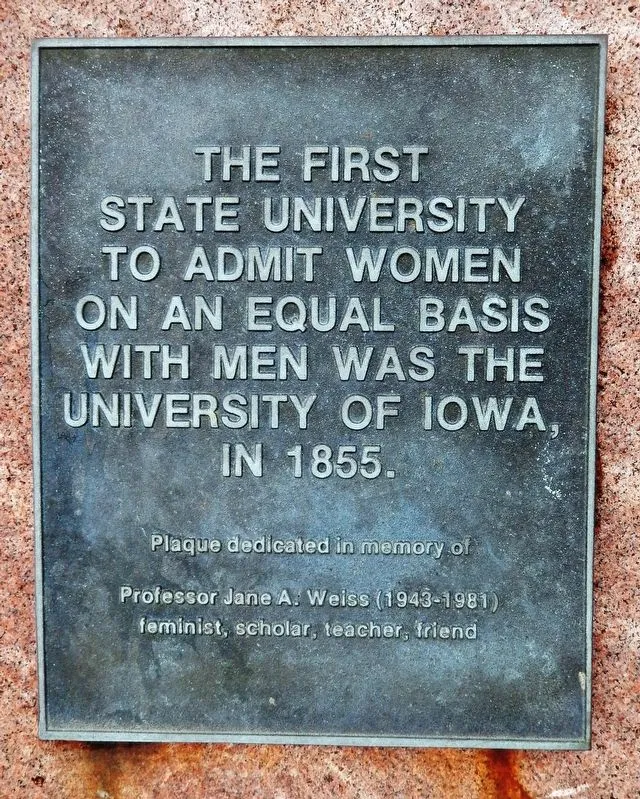 THE FIRST
STATE UNIVERSITY
TO ADMIT WOMEN
ON AN EQUAL BASIS
WITH MEN WAS THE
UNIVERSITY OF IOWA,
IN 1855.
Plaque dedicated in memory of
Professor Jane A. Weiss (1943-1981)
feminist, scholar, teacher, friend